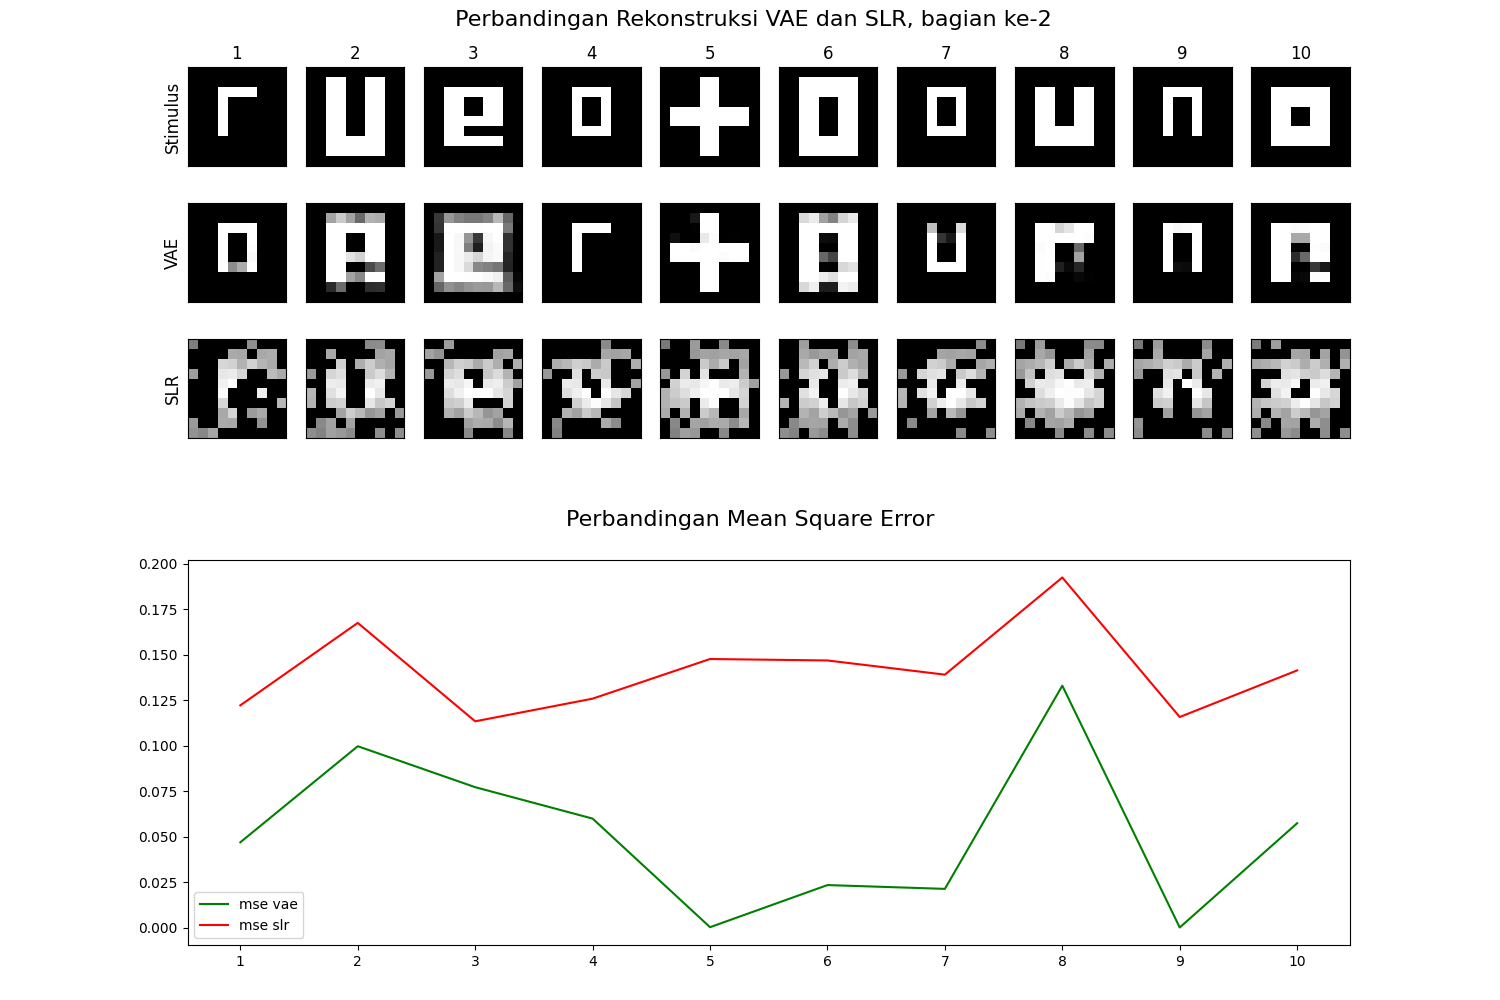 Perbandingan Rekonstruksi VAE dan SLR, bagian ke-2
1 2 3 4 5 6 7 8 9 10
Stimulus
VAE
SLR
Perbandingan Mean Square Error
0.200
0.175
0.150
0.125
0.100
0.075
0.050
0.025
0.000
mse vae
mse slr
1 2 3 4 5 6 7 8 9 10